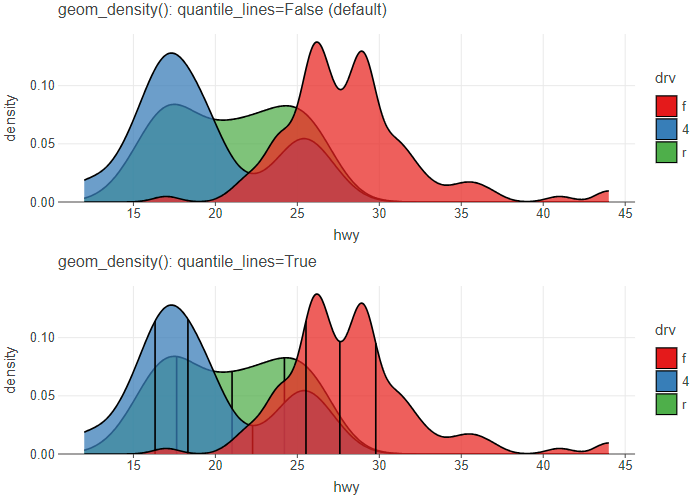 geom_density(): quantile_lines=False (default)
density
0.10
0.05
0.00
15 20 25 30 35 40 45
hwy
drv
f
4
r
geom_density(): quantile_lines=True
density
0.10
0.05
0.00
15 20 25 30 35 40 45
hwy
drv
f
4
r